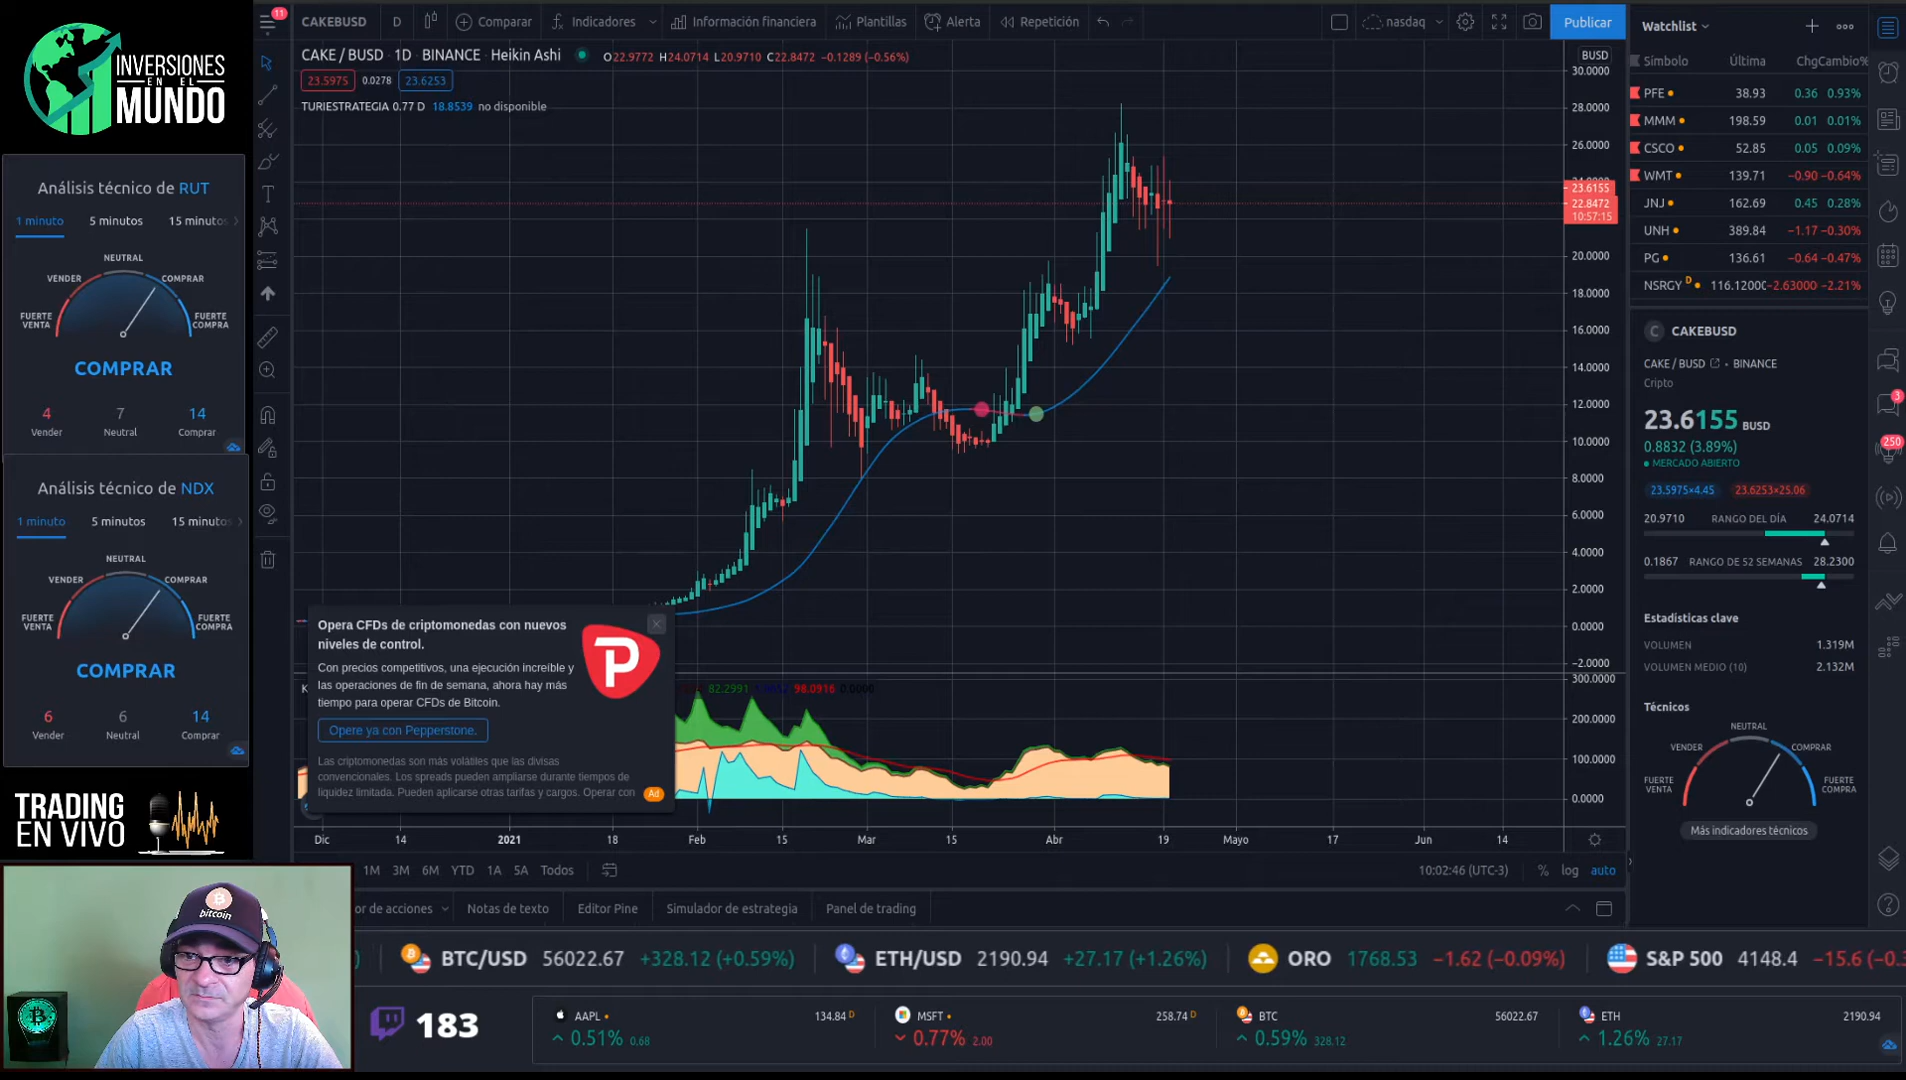 INVERSIONES
EN EL
MUNDO
Análisis técnico de RUT
1 minuto 5 minutos 15 minutos
NEUTRAL
VENDER COMPRAR
FUERTE VENTA FUERTE COMPRA
COMPRAR
4 7 14
Vender Neutral Comprar
Análisis técnico de NDX
1 minuto 5 minutos 15 minutos
NEUTRAL
VENDER COMPRAR
FUERTE VENTA FUERTE COMPRA
COMPRAR
6 6 14
Vender Neutral Comprar
TRADING
EN VIVO
bitcoin
11
CAKEBUSD D Comparar Indicadores Información financiera Plantillas Alerta Repetición nasdaq Publicar
CAKE / BUSD 1D BINANCE Heikin Ashi O22.9772 H24.0714 L20.9710 C22.8472 −0.1289 (−0.56%)
23.5975 0.0278 23.6253
TURIESTRATEGIA 0.77 D 18.8539 no disponible
BUSD
30.0000
28.0000
26.0000
23.6155
22.8472
10:57:15
20.0000
18.0000
16.0000
14.0000
12.0000
10.0000
8.0000
6.0000
4.0000
2.0000
0.0000
−2.0000
300.0000
200.0000
100.0000
0.0000
82.2991 98.0916 0.0000
Opera CFDs de criptomonedas con nuevos
niveles de control.
Con precios competitivos, una ejecución increíble y
las operaciones de fin de semana, ahora hay más
tiempo para operar CFDs de Bitcoin.
Opere ya con Pepperstone.
Las criptomonedas son más volátiles que las divisas
convencionales. Los spreads pueden ampliarse durante tiempos de
liquidez limitada. Pueden aplicarse otras tarifas y cargos. Operar con
Ad
Dic 14 2021 18 Feb 15 Mar 15 Abr 19 Mayo 17 Jun 14
1M 3M 6M YTD 1A 5A Todos 10:02:46 (UTC-3) % log auto
or de acciones Notas de texto Editor Pine Simulador de estrategia Panel de trading
Watchlist
Símbolo Última Chg Cambio%
PFE 38.93 0.36 0.93%
MMM 198.59 0.01 0.01%
CSCO 52.85 0.05 0.09%
WMT 139.71 −0.90 −0.64%
JNJ 162.69 0.45 0.28%
UNH 389.84 −1.17 −0.30%
PG 136.61 −0.64 −0.47%
NSRGY D 116.1200 −2.63000 −2.21%
C CAKEBUSD
CAKE / BUSD BINANCE
Cripto
23.6155 BUSD
0.8832 (3.89%)
MERCADO ABIERTO
23.5975×4.45 23.6253×25.06
20.9710 RANGO DEL DÍA 24.0714
0.1867 RANGO DE 52 SEMANAS 28.2300
Estadísticas clave
VOLUMEN 1.319M
VOLUMEN MEDIO (10) 2.132M
Técnicos
NEUTRAL
VENDER COMPRAR
FUERTE VENTA FUERTE COMPRA
Más indicadores técnicos
3
250
BTC/USD 56022.67 +328.12 (+0.59%) ETH/USD 2190.94 +27.17 (+1.26%) ORO 1768.53 −1.62 (−0.09%) S&P 500 4148.4 −15.6
183
AAPL 134.84 D
0.51% 0.68
MSFT 258.74 D
0.77% 2.00
BTC 56022.67
0.59% 328.12
ETH 2190.94
1.26% 27.17